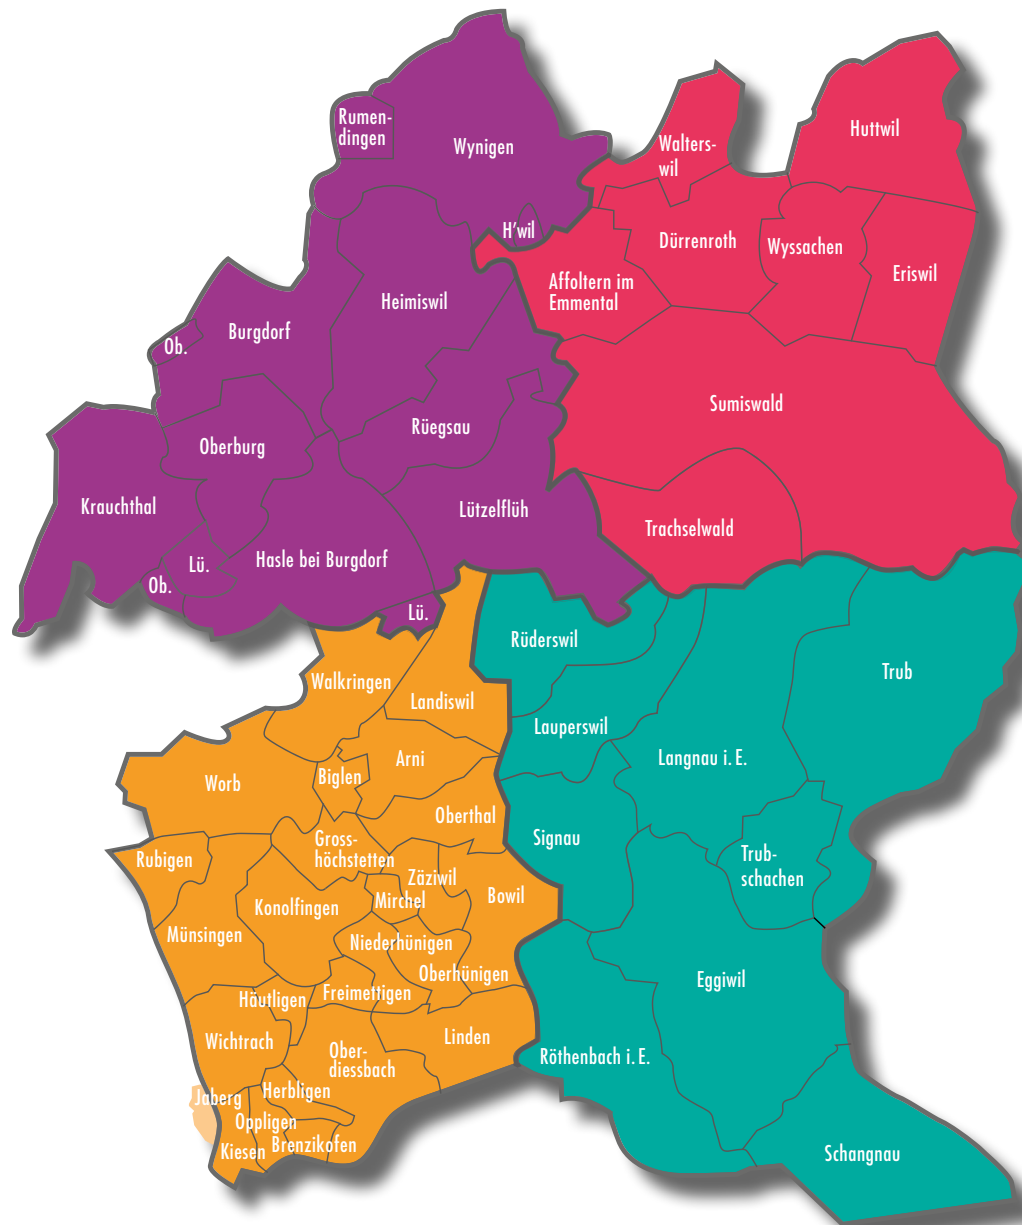 Rumen-
dingen
Wynigen
Walters-
wil
Huttwil
H'wil
Dürrenroth
Wyssachen
Eriswil
Affoltern im
Emmental
Heimiswil
Burgdorf
Ob.
Sumiswald
Rüegsau
Oberburg
Krauchthal
Lützelflüh
Trachselwald
Hasle bei Burgdorf
Lü.
Ob.
Lü.
Rüderswil
Trub
Walkringen
Landiswil
Lauperswil
Langnau i. E.
Arni
Biglen
Worb
Oberthal
Signau
Gross-
höchstetten
Rubigen
Trub-
schachen
Zäziwil
Bowil
Mirchel
Konolfingen
Münsingen
Niederhünigen
Oberhünigen
Eggiwil
Freimettigen
Häutligen
Linden
Wichtrach
Ober-
diessbach
Röthenbach i. E.
Herbligen
Jaberg
Oppligen
Brenzikofen
Kiesen
Schangnau